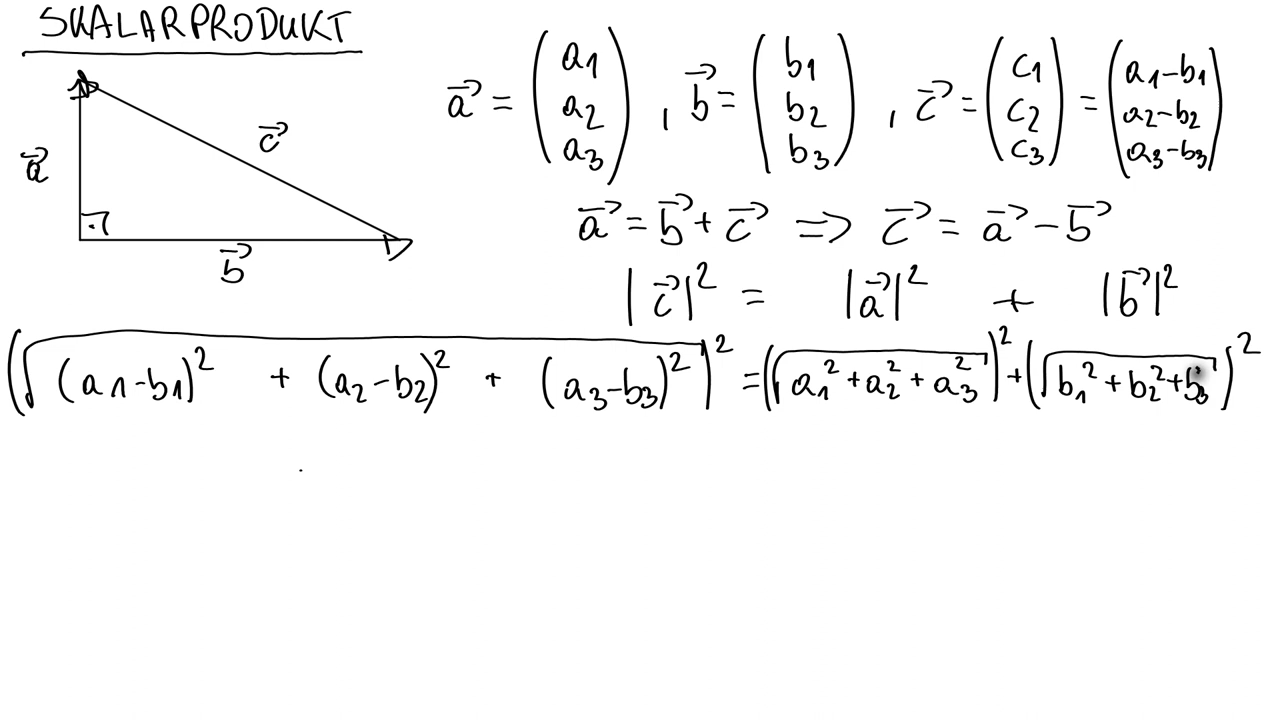 SKALARPRODUKT
a⃗ = (a1 a2 a3) , b⃗ = (b1 b2 b3) , c⃗ = (c1 c2 c3) = (a1-b1 a2-b2 a3-b3)
c⃗
a⃗
b⃗
a⃗ = b⃗ + c⃗ => c⃗ = a⃗ - b⃗
|c⃗|² = |a⃗|² + |b⃗|²
(√((a1-b1)² + (a2-b2)² + (a3-b3)²))² = (√(a1² + a2² + a3²))² + (√(b1² + b2² + b3²))²